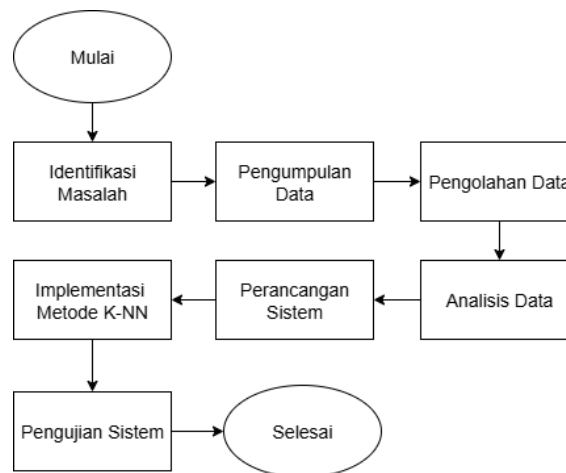 Mulai
Identifikasi
Masalah
Pengumpulan
Data
Pengolahan Data
Analisis Data
Perancangan
Sistem
Implementasi
Metode K-NN
Pengujian Sistem
Selesai